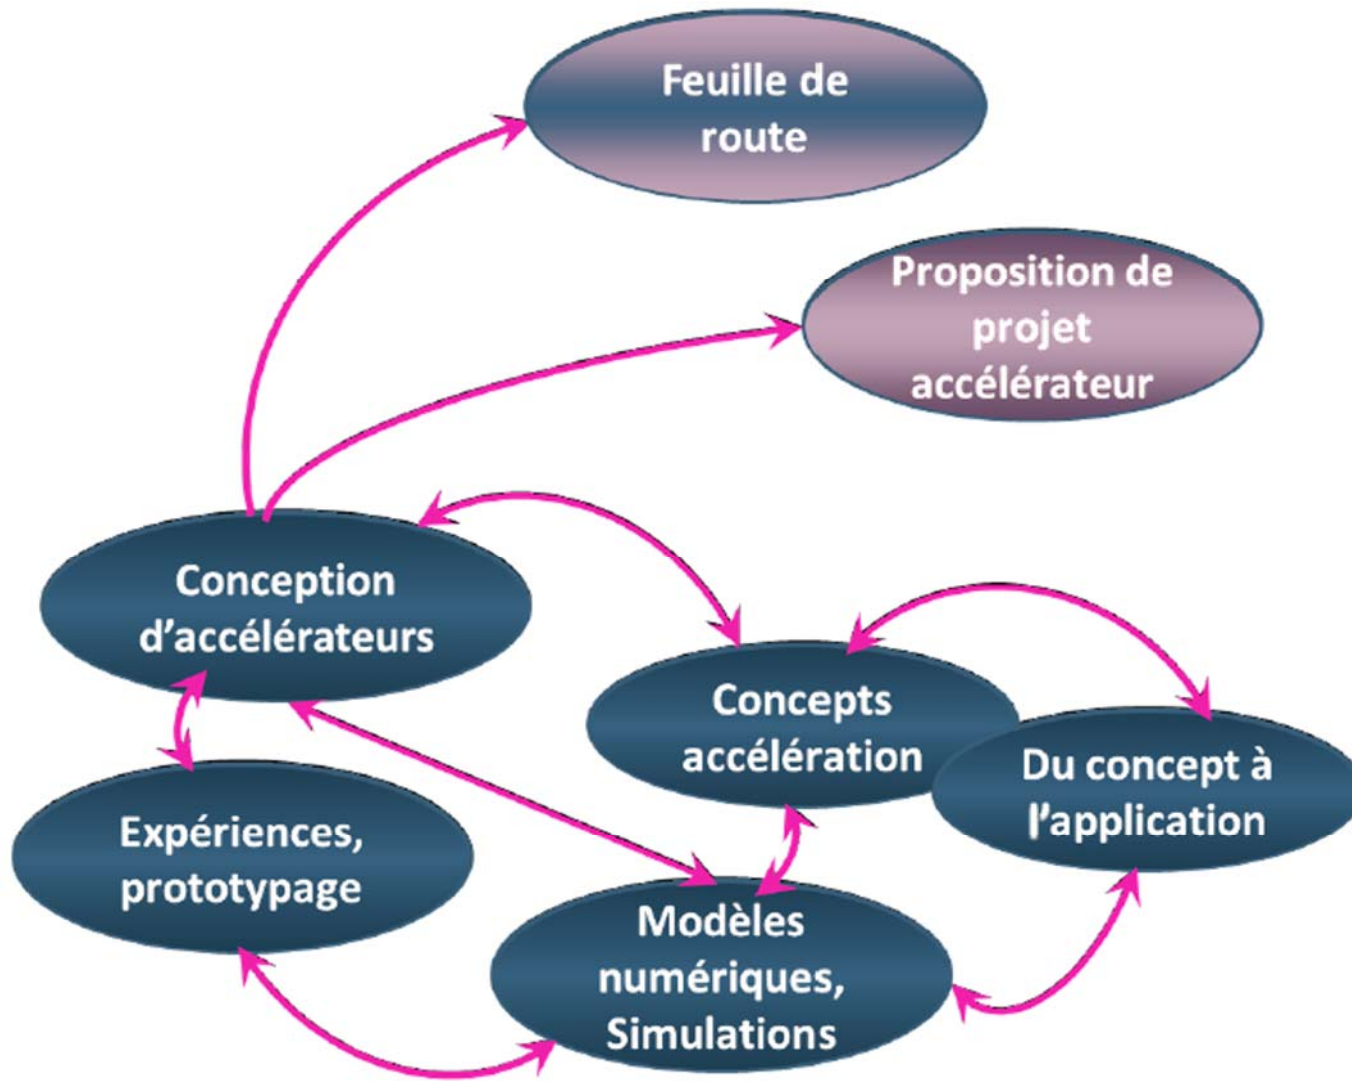 Feuille de
route
Proposition de
projet
accélérateur
Conception
d'accélérateurs
Concepts
accélération
Du concept à
l'application
Expériences,
prototypage
Modèles
numériques,
Simulations